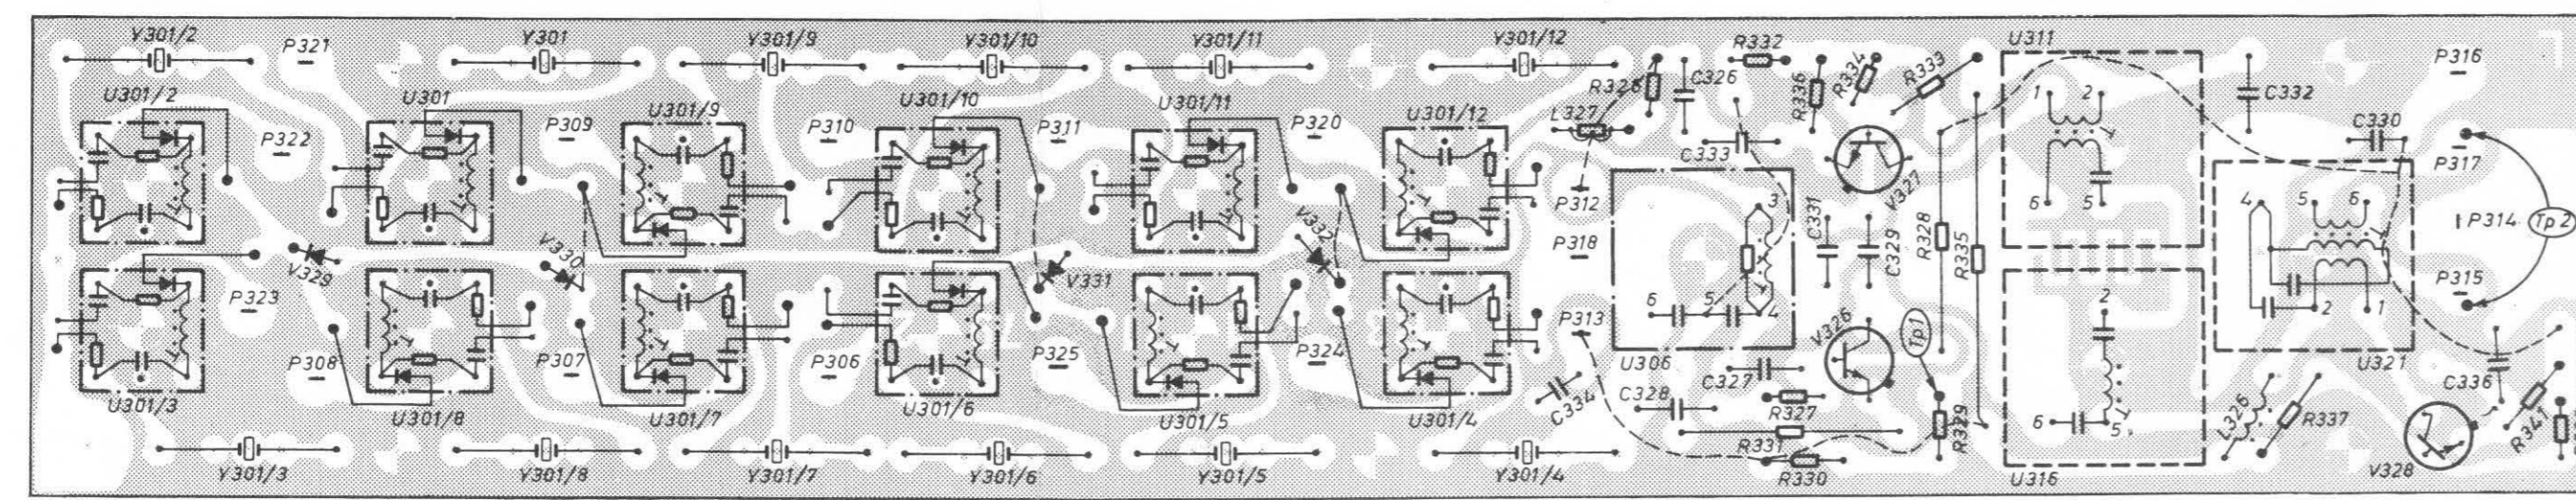 Y301/2 P321 Y301 Y301/9 Y301/10 Y301/11 Y301/12 R332 U311 P316
R326 C326 R336 R334 R333 C332
U301/2 U301 U301/9 U301/10 U301/11 U301/12 L327 1 2 C330
P322 P309 P310 P311 P320 C333 P317
P312 V327 6 5 4 5 6
3 P314 Tp 2
V329 V330 V331 V332 P318 C331 C329 R328 R335 P315
P323 6 5 4 2 2 1
P313 V326 Tp1
P308 P307 P306 P325 P324 U306 U321
U301/3 U301/8 U301/7 U301/6 U301/5 U301/4 C334 C328 C327 C336
R327 R329 6 5 L326 R337 R341
R331
Y301/3 Y301/8 Y301/7 Y301/6 Y301/5 Y301/4 R330 U316 V328